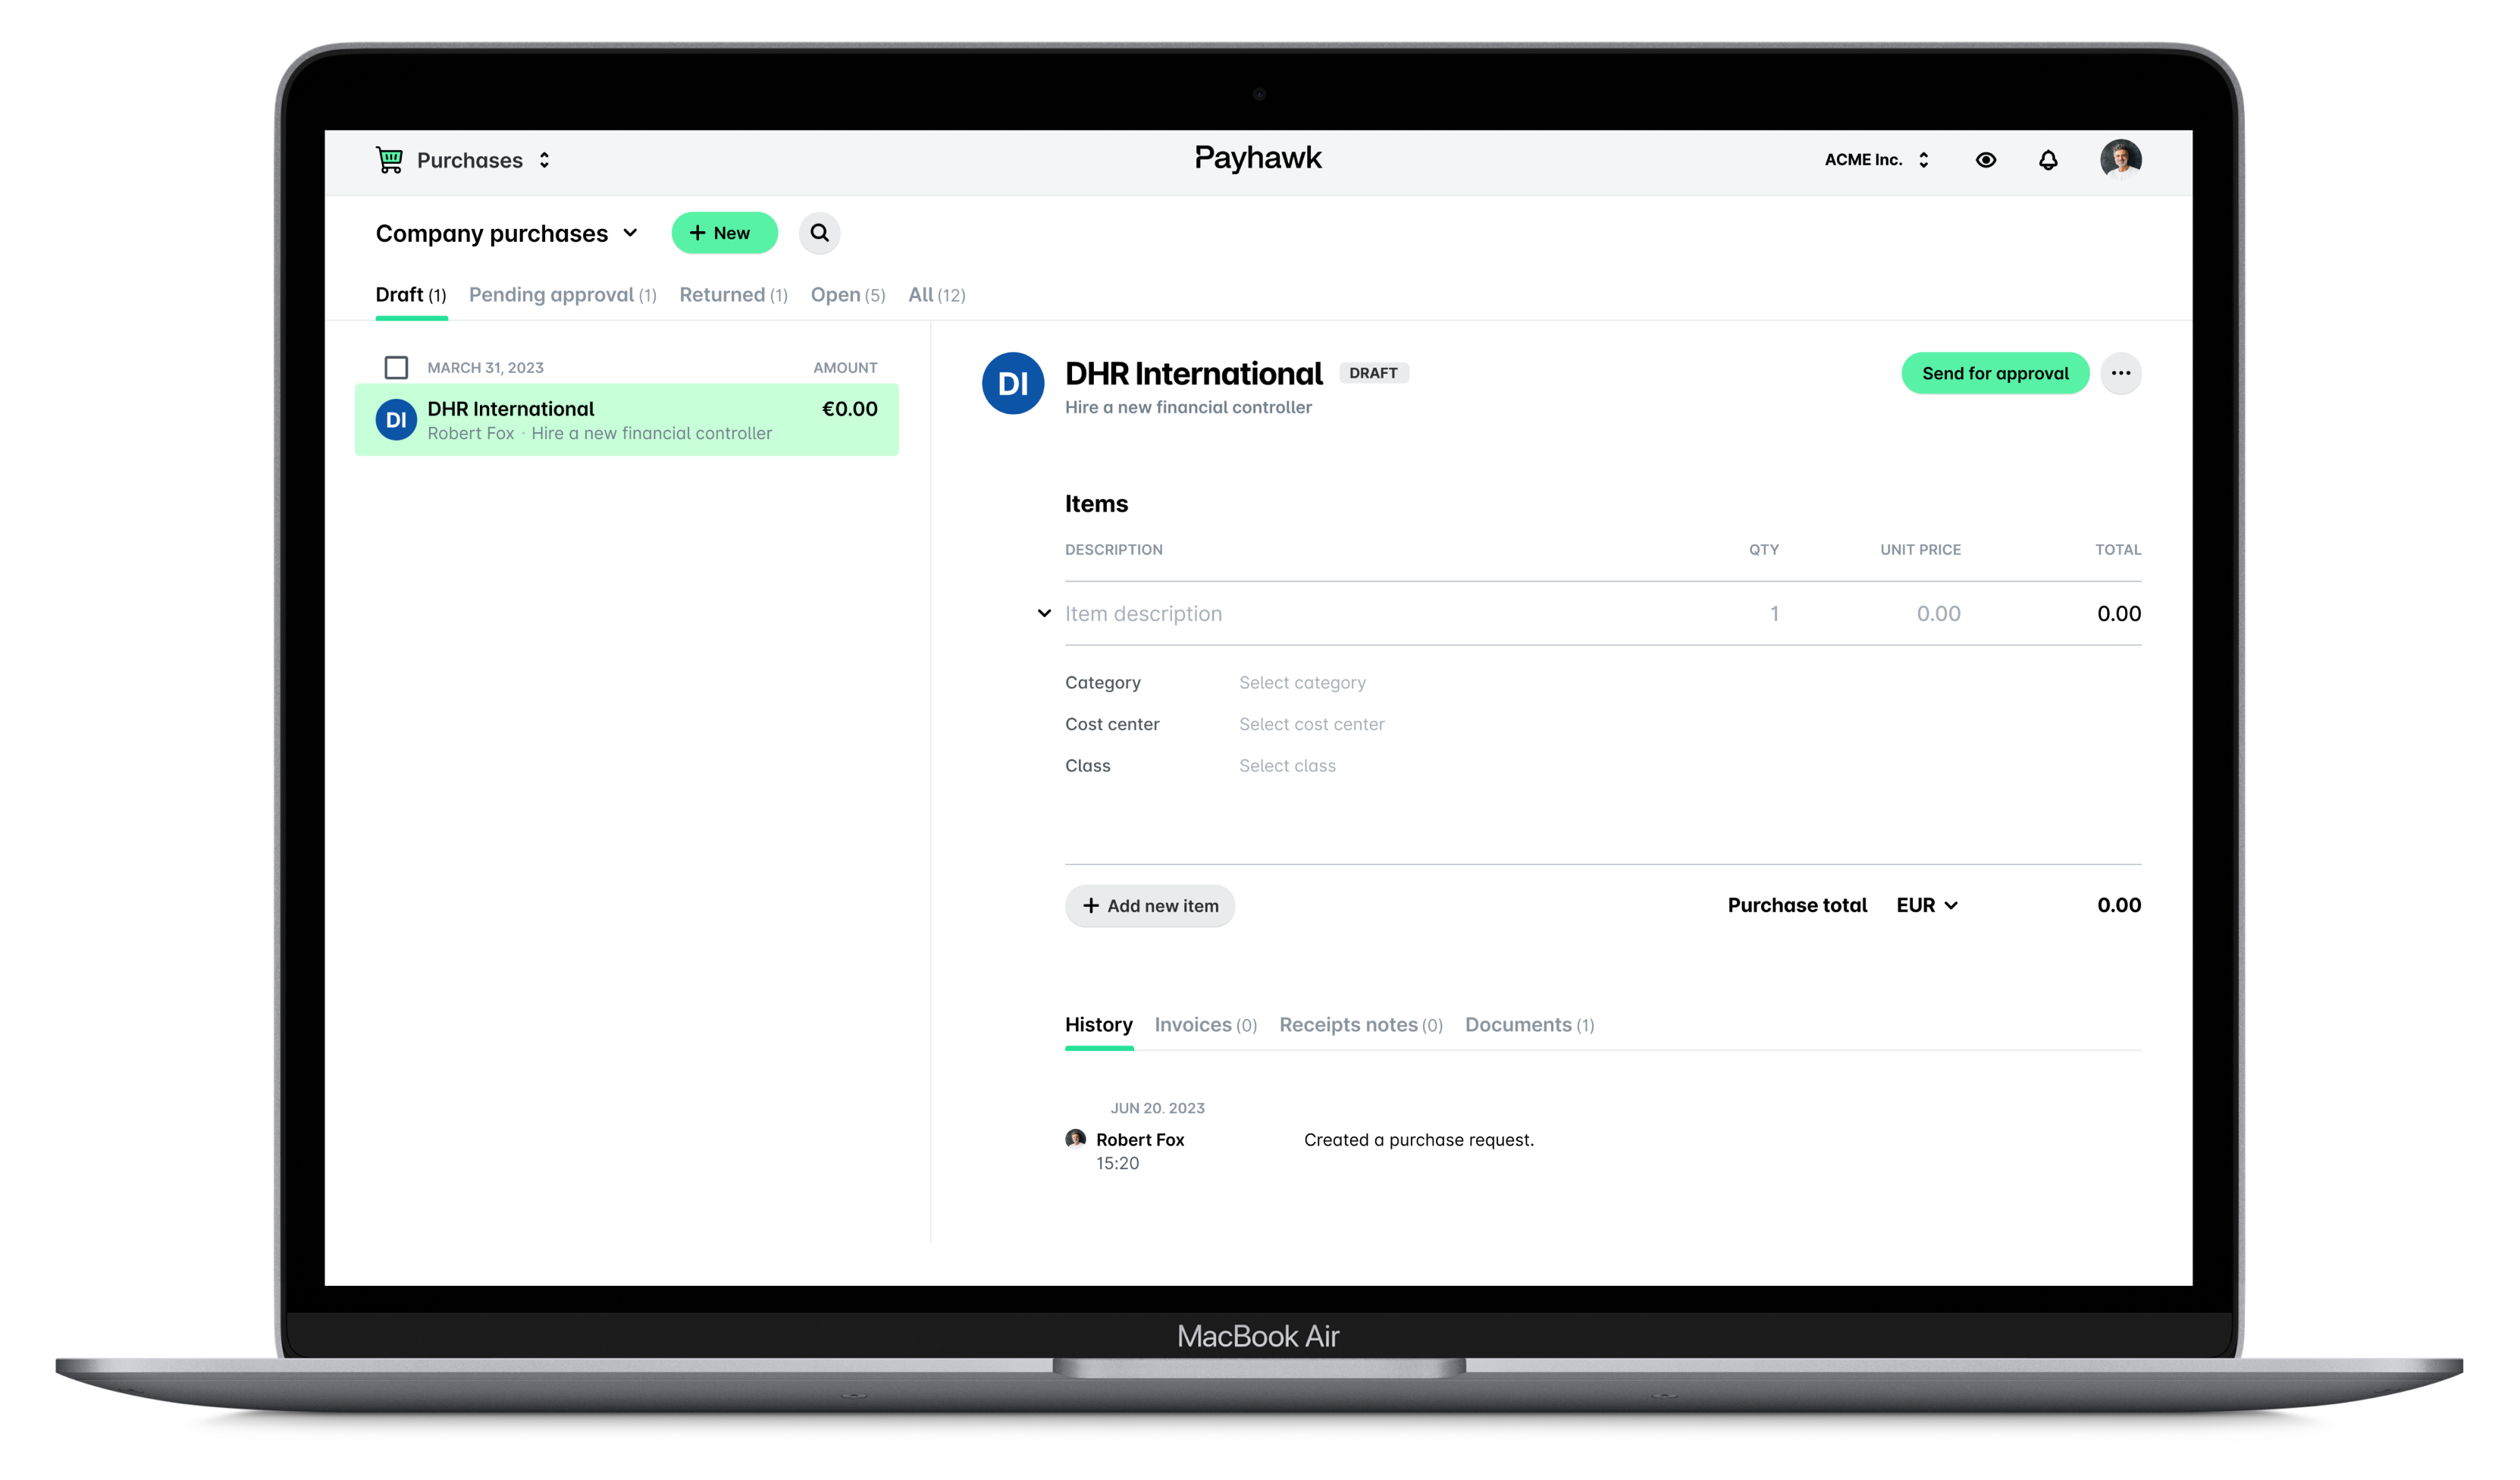 Purchases
Payhawk
ACME Inc.
Company purchases
+ New
Draft (1) Pending approval (1) Returned (1) Open (5) All (12)
MARCH 31, 2023 AMOUNT
DI DHR International €0.00
Robert Fox · Hire a new financial controller
DI DHR International DRAFT
Hire a new financial controller
Send for approval
Items
DESCRIPTION QTY UNIT PRICE TOTAL
Item description 1 0.00 0.00
Category Select category
Cost center Select cost center
Class Select class
+ Add new item Purchase total EUR 0.00
History Invoices (0) Receipts notes (0) Documents (1)
JUN 20. 2023
Robert Fox Created a purchase request.
15:20
MacBook Air